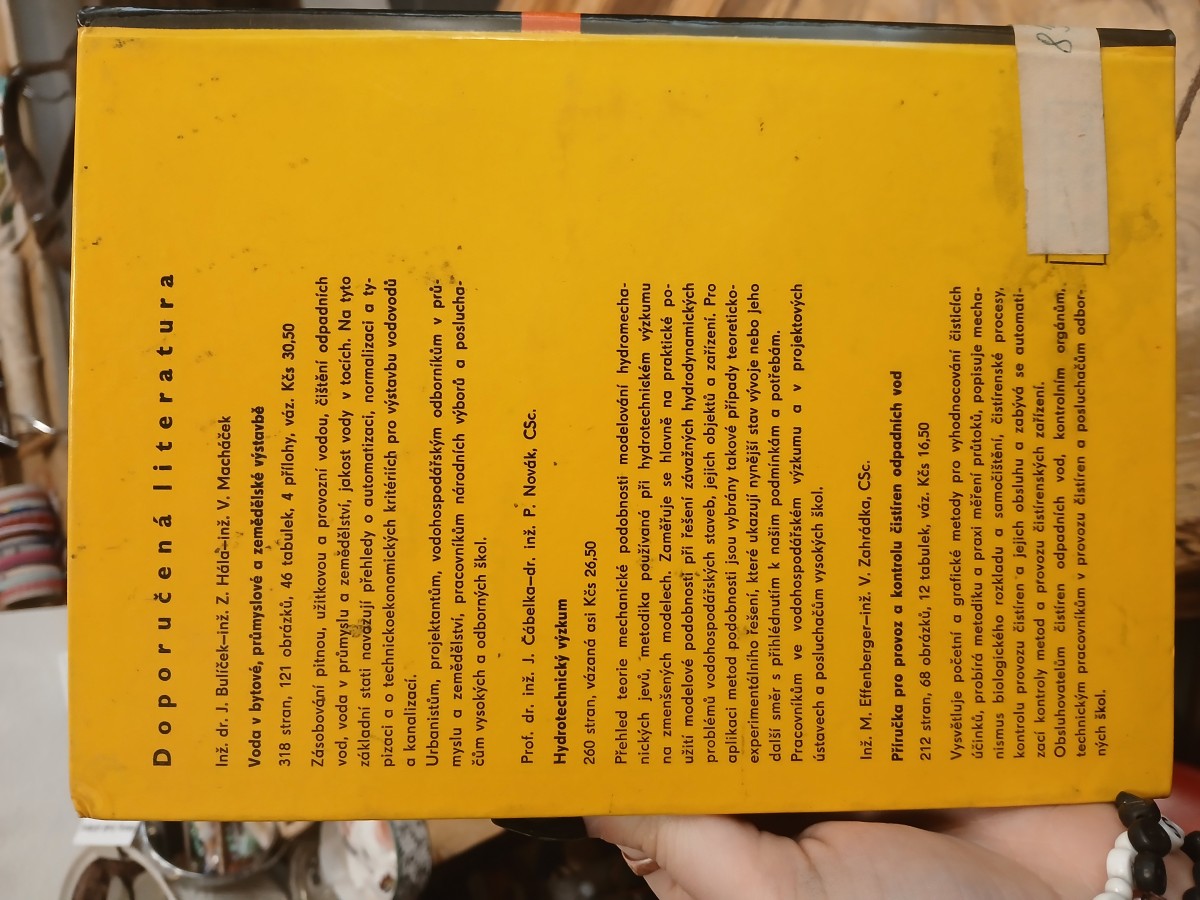 Doporučená literatura
Inž. dr. J. Bulíček–inž. Z. Hála–inž. V. Macháček
Voda v bytové, průmyslové a zemědělské výstavbě
318 stran, 121 obrázků, 46 tabulek, 4 přílohy, váz. Kčs 30,50
Zásobování pitnou, užitkovou a provozní vodou, čištění odpadních
vod, voda v průmyslu a zemědělství, jakost vody v tocích. Na tyto
základní stati navazují přehledy o automatizaci, normalizaci a ty-
pizaci a o technickoekonomických kritériích pro výstavbu vodovodů
a kanalizací.
Urbanistům, projektantům, vodohospodářským odborníkům v prů-
myslu a zemědělství, pracovníkům národních výborů a poslucha-
čům vysokých a odborných škol.
Prof. dr. inž. J. Čábelka–dr. inž. P. Novák, CSc.
Hydrotechnický výzkum
260 stran, vázaná asi Kčs 26,50
Přehled teorie mechanické podobnosti modelování hydromecha-
nických jevů, metodika používaná při hydrotechniském výzkumu
na zmenšených modelech. Zaměřuje se hlavně na praktické po-
užití modelové podobnosti při řešení závažných hydrodynamických
problémů vodohospodářských staveb, jejich objektů a zařízení. Pro
aplikaci metod podobnosti jsou vybrány takové případy teoreticko-
experimentálního řešení, které ukazují nynější stav vývoje nebo jeho
další směr s přihlédnutím k našim podmínkám a potřebám.
Pracovníkům ve vodohospodářském výzkumu a v projektových
ústavech a posluchačům vysokých škol.
Inž. M. Effenberger–inž. V. Zahrádka, CSc.
Příručka pro provoz a kontrolu čistíren odpadních vod
212 stran, 68 obrázků, 12 tabulek, váz. Kčs 16,50
Vysvětluje početní a grafické metody pro vyhodnocování čisticích
účinků, probírá metodiku a praxi měření průtoků, popisuje mecha-
nismus biologického rozkladu a samočištění, čistírenské procesy,
kontrolu provozu čistíren a jejich obsluhu a zabývá se automati-
zací kontroly metod a provozu čistírenských zařízení.
Obsluhovatelům čistíren odpadních vod, kontrolním orgánům,
technickým pracovníkům v provozu čistíren a posluchačům odbor-
ných škol.